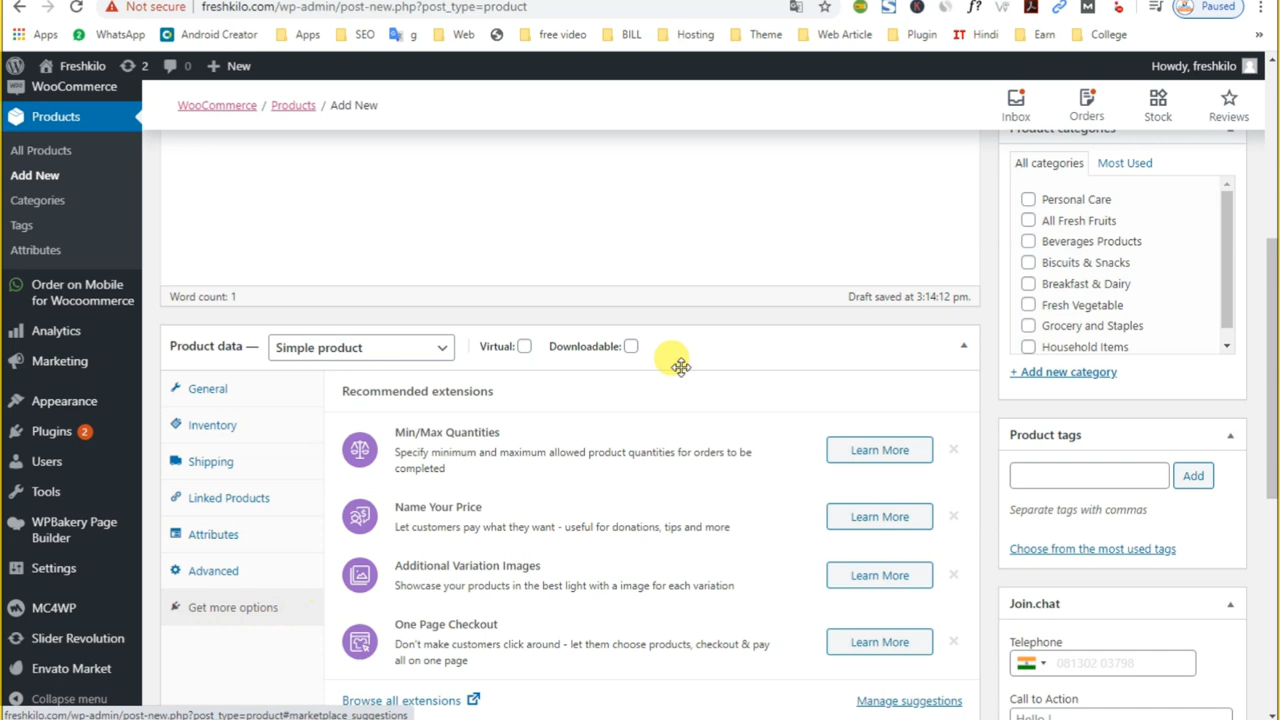 Not secure freshkilo.com/wp-admin/post-new.php?post_type=product Paused
Apps WhatsApp Android Creator Apps SEO g Web free video BILL Hosting Theme Web Article Plugin IT Hindi Earn College »
Freshkilo 2 0 + New Howdy, freshkilo
WooCommerce
Products
All Products
Add New
Categories
Tags
Attributes
Order on Mobile
for Wocoommerce
Analytics
Marketing
Appearance
Plugins 2
Users
Tools
WPBakery Page
Builder
Settings
MC4WP
Slider Revolution
Envato Market
Collapse menu
WooCommerce / Products / Add New
Inbox Orders Stock Reviews
Word count: 1 Draft saved at 3:14:12 pm.
Product data — Simple product Virtual: Downloadable:
General
Inventory
Shipping
Linked Products
Attributes
Advanced
Get more options
Recommended extensions
Min/Max Quantities
Specify minimum and maximum allowed product quantities for orders to be
completed
Learn More
Name Your Price
Let customers pay what they want - useful for donations, tips and more
Learn More
Additional Variation Images
Showcase your products in the best light with a image for each variation
Learn More
One Page Checkout
Don't make customers click around - let them choose products, checkout & pay
all on one page
Learn More
Browse all extensions Manage suggestions
Product categories
All categories Most Used
Personal Care
All Fresh Fruits
Beverages Products
Biscuits & Snacks
Breakfast & Dairy
Fresh Vegetable
Grocery and Staples
Household Items
+ Add new category
Product tags
Add
Separate tags with commas
Choose from the most used tags
Join.chat
Telephone
081302 03798
Call to Action
Hello !
freshkilo.com/wp-admin/post-new.php?post_type=product#marketplace_suggestions